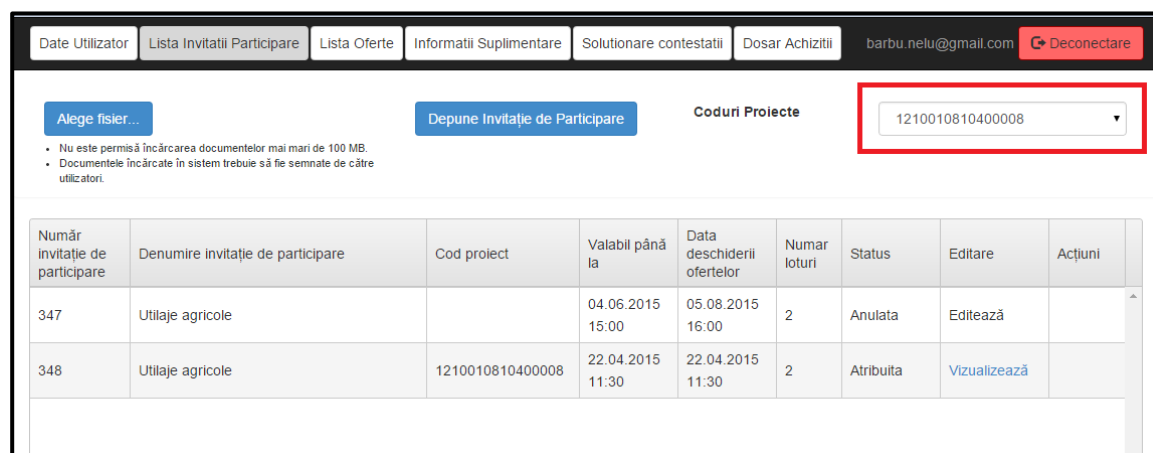 Date Utilizator Lista Invitatii Participare Lista Oferte Informatii Suplimentare Solutionare contestatii Dosar Achizitii barbu.nelu@gmail.com Deconectare
Alege fisier... Depune Invitație de Participare Coduri Proiecte 1210010810400008
Nu este permisă încărcarea documentelor mai mari de 100 MB.
Documentele încărcate în sistem trebuie să fie semnate de către
utilizatori.
Număr
invitație de
participare
Denumire invitație de participare
Cod proiect
Valabil până
la
Data
deschiderii
ofertelor
Numar
loturi
Status
Editare
Acțiuni
347 Utilaje agricole 04.06.2015 05.08.2015 2 Anulata Editează
15:00 16:00
348 Utilaje agricole 1210010810400008 22.04.2015 22.04.2015 2 Atribuita Vizualizează
11:30 11:30